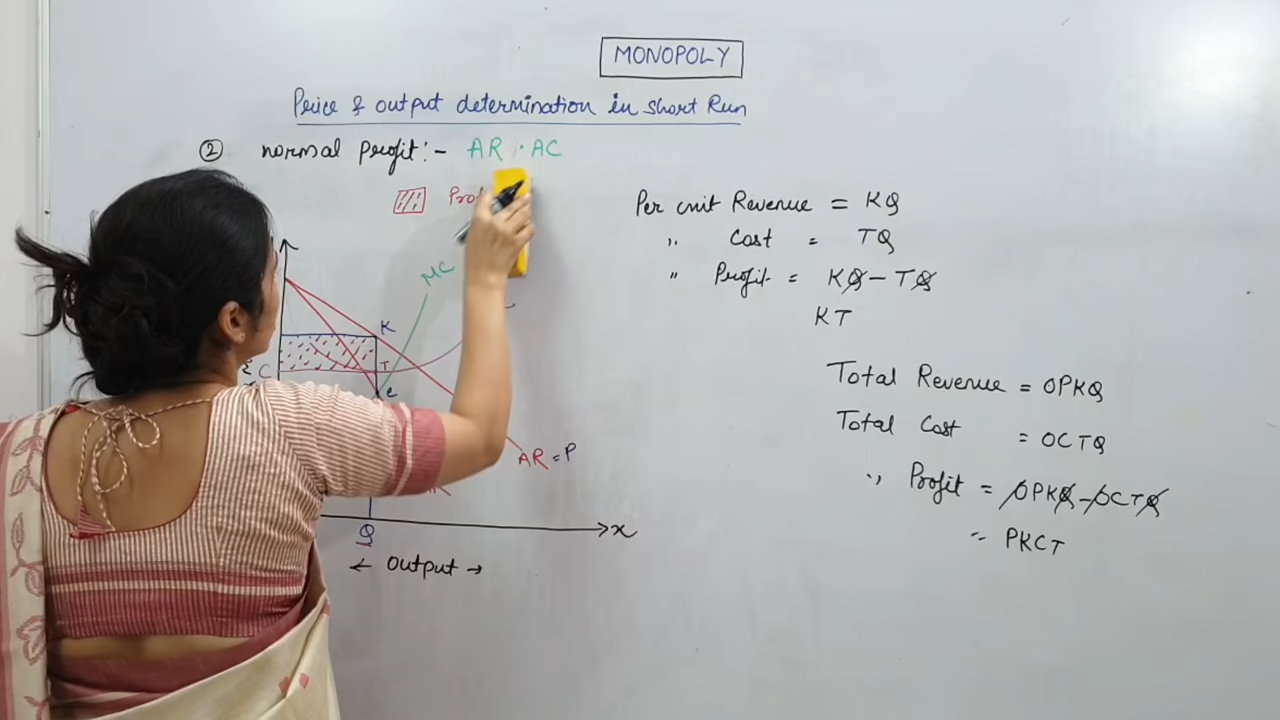 MONOPOLY
Price & output determination in short Run
② normal profit:- AR · AC
Per unit Revenue = KQ
,, Cost = TQ
,, Profit = KQ - TQ
KT
Total Revenue = OPKQ
Total Cost = OCTQ
,, Profit = OPKQ - OCTQ
,, PKCT
MC
K
C
T
e
AR = P
Q
x
← output →